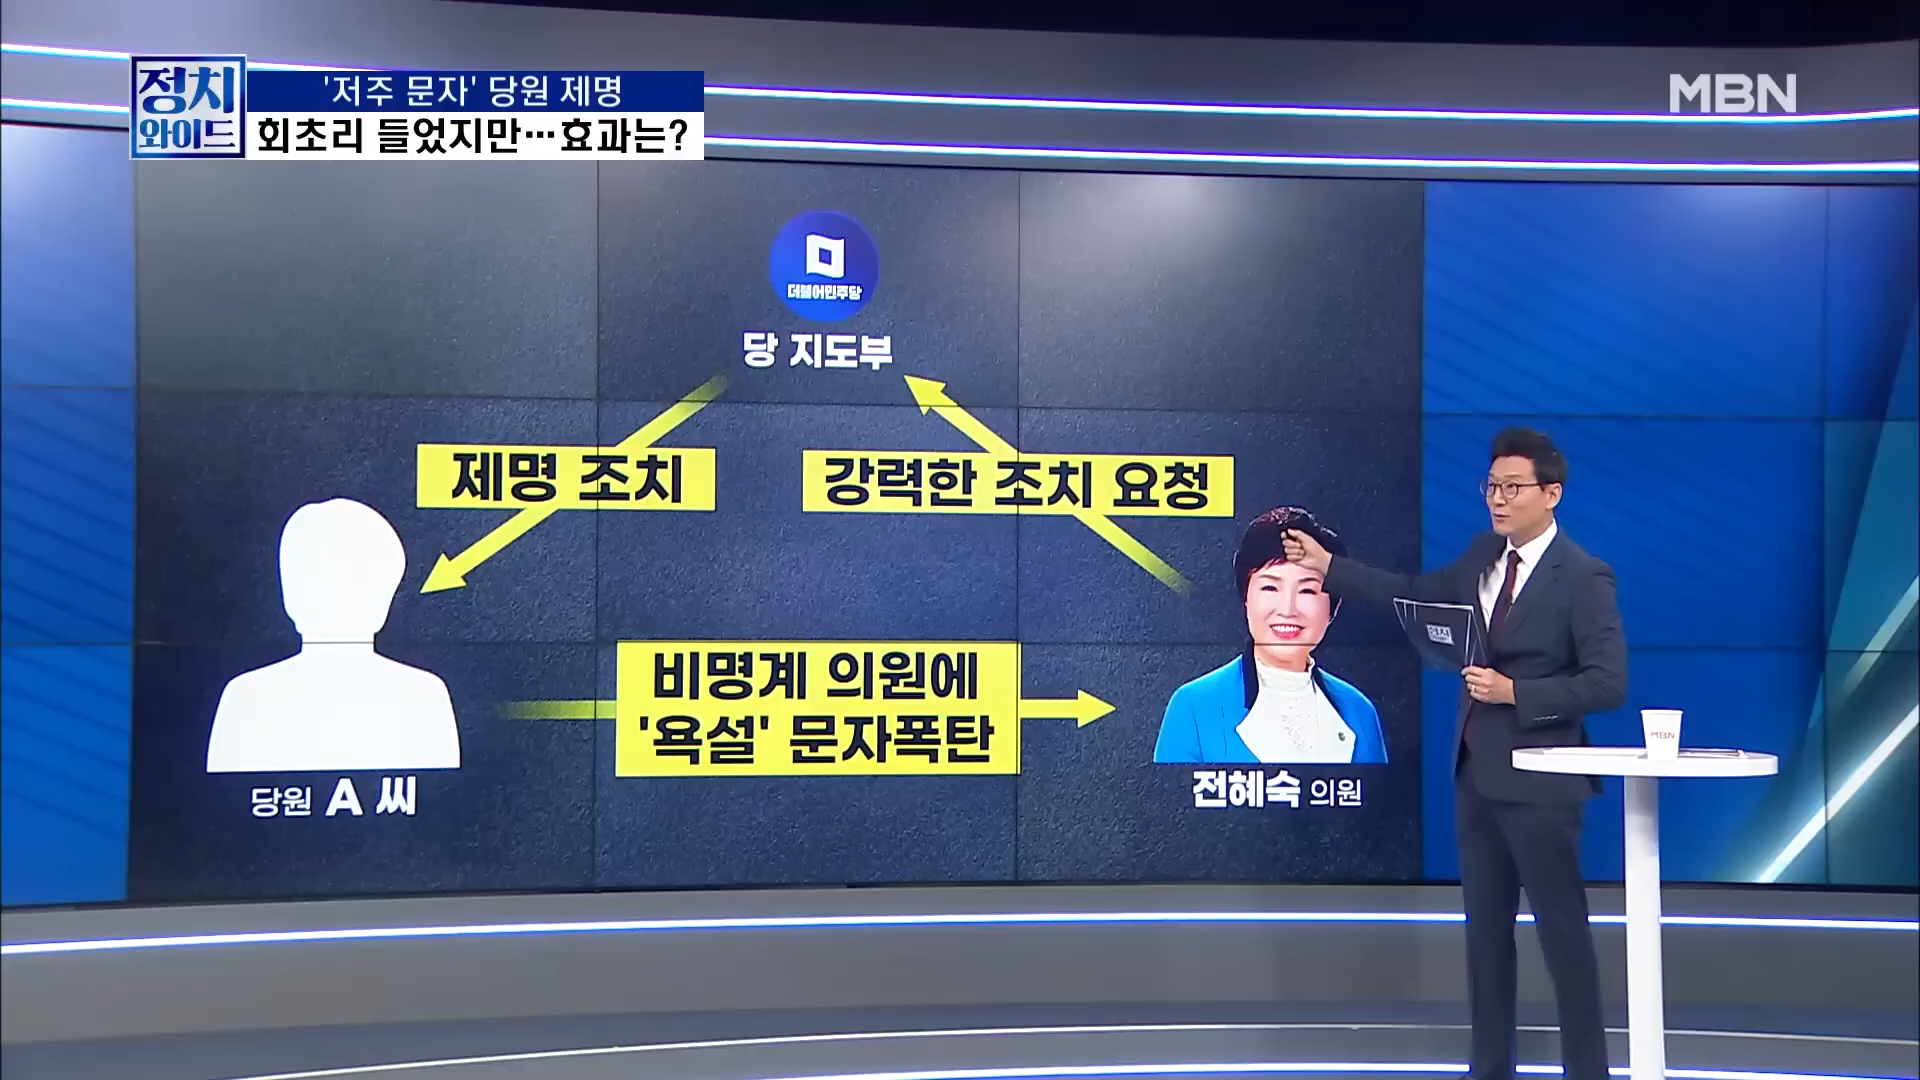 정치
와이드
'저주 문자' 당원 제명
회초리 들었지만…효과는?
MBN
더불어민주당
당 지도부
제명 조치
강력한 조치 요청
비명계 의원에
'욕설' 문자폭탄
당원 A 씨
전혜숙 의원
MBN